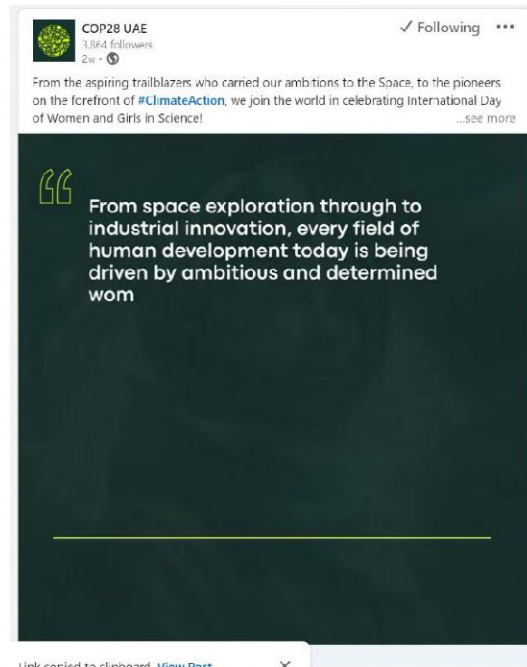 COP28 UAE
✓ Following •••
3,864 followers
2w •
From the aspiring trailblazers who carried our ambitions to the Space, to the pioneers
on the forefront of #ClimateAction, we join the world in celebrating International Day
of Women and Girls in Science!
...see more
From space exploration through to
industrial innovation, every field of
human development today is being
driven by ambitious and determined
wom
Link copied to clipboard. View Post